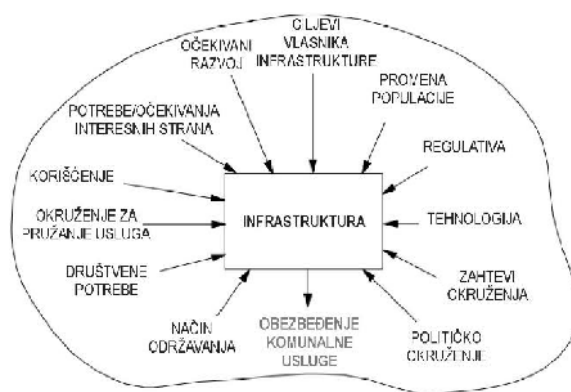 CILJEVI
VLASNIKA
INFRASTRUKTURE
OČEKIVANI
RAZVOJ
PROMENA
POPULACIJE
POTREBE/OČEKIVANJA
INTERESNIH STRANA
REGULATIVA
KORIŠĆENJE
INFRASTRUKTURA
TEHNOLOGIJA
OKRUŽENJE ZA
PRUŽANJE USLUGA
DRUŠTVENE
POTREBE
ZAHTEVI
OKRUŽENJA
NAČIN
ODRŽAVANJA
OBEZBEĐENJE
KOMUNALNE
USLUGE
POLITIČKO
OKRUŽENJE